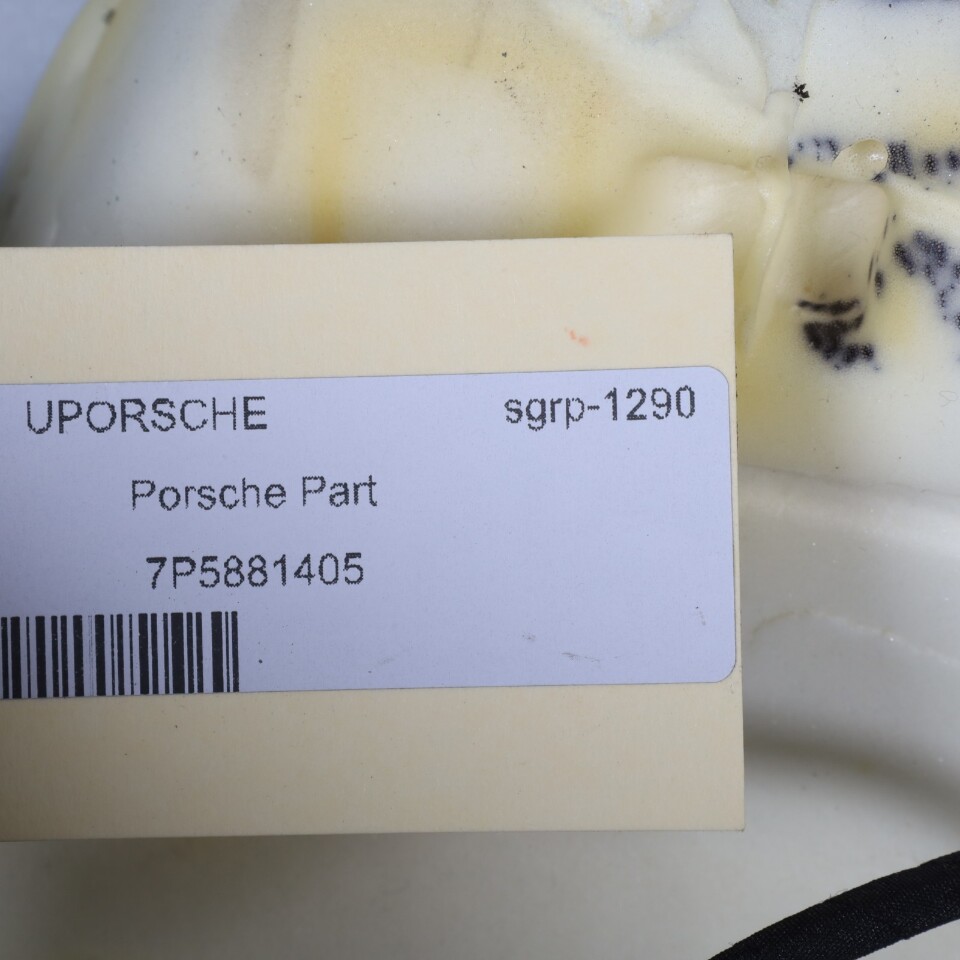 UPORSCHE sgrp-1290
Porsche Part
7P5881405